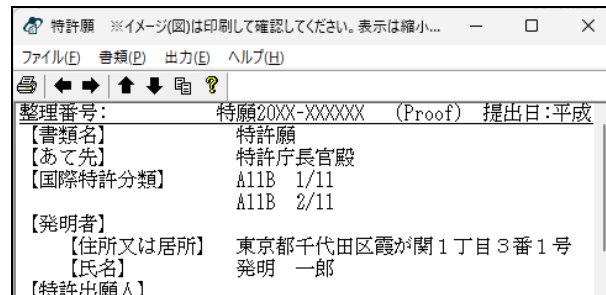 特許願 ※イメージ(図)は印刷して確認してください。表示は縮小...
ファイル(F) 書類(P) 出力(E) ヘルプ(H)
整理番号: 特願20XX-XXXXXX (Proof) 提出日:平成
【書類名】 特許願
【あて先】 特許庁長官殿
【国際特許分類】 A11B 1/11
A11B 2/11
【発明者】
【住所又は居所】 東京都千代田区霞が関1丁目3番1号
【氏名】 発明 一郎
【特許出願人】